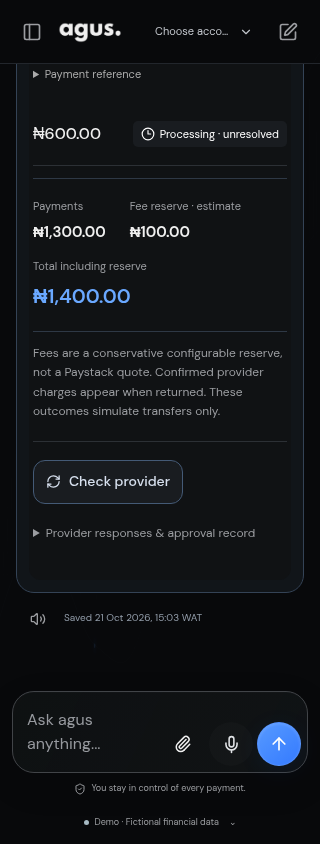 agus.
Choose acco...
Payment reference
₦600.00
Processing · unresolved
Payments
Fee reserve · estimate
₦1,300.00
₦100.00
Total including reserve
₦1,400.00
Fees are a conservative configurable reserve,
not a Paystack quote. Confirmed provider
charges appear when returned. These
outcomes simulate transfers only.
Check provider
Provider responses & approval record
Saved 21 Oct 2026, 15:03 WAT
Ask agus
anything...
You stay in control of every payment.
Demo · Fictional financial data